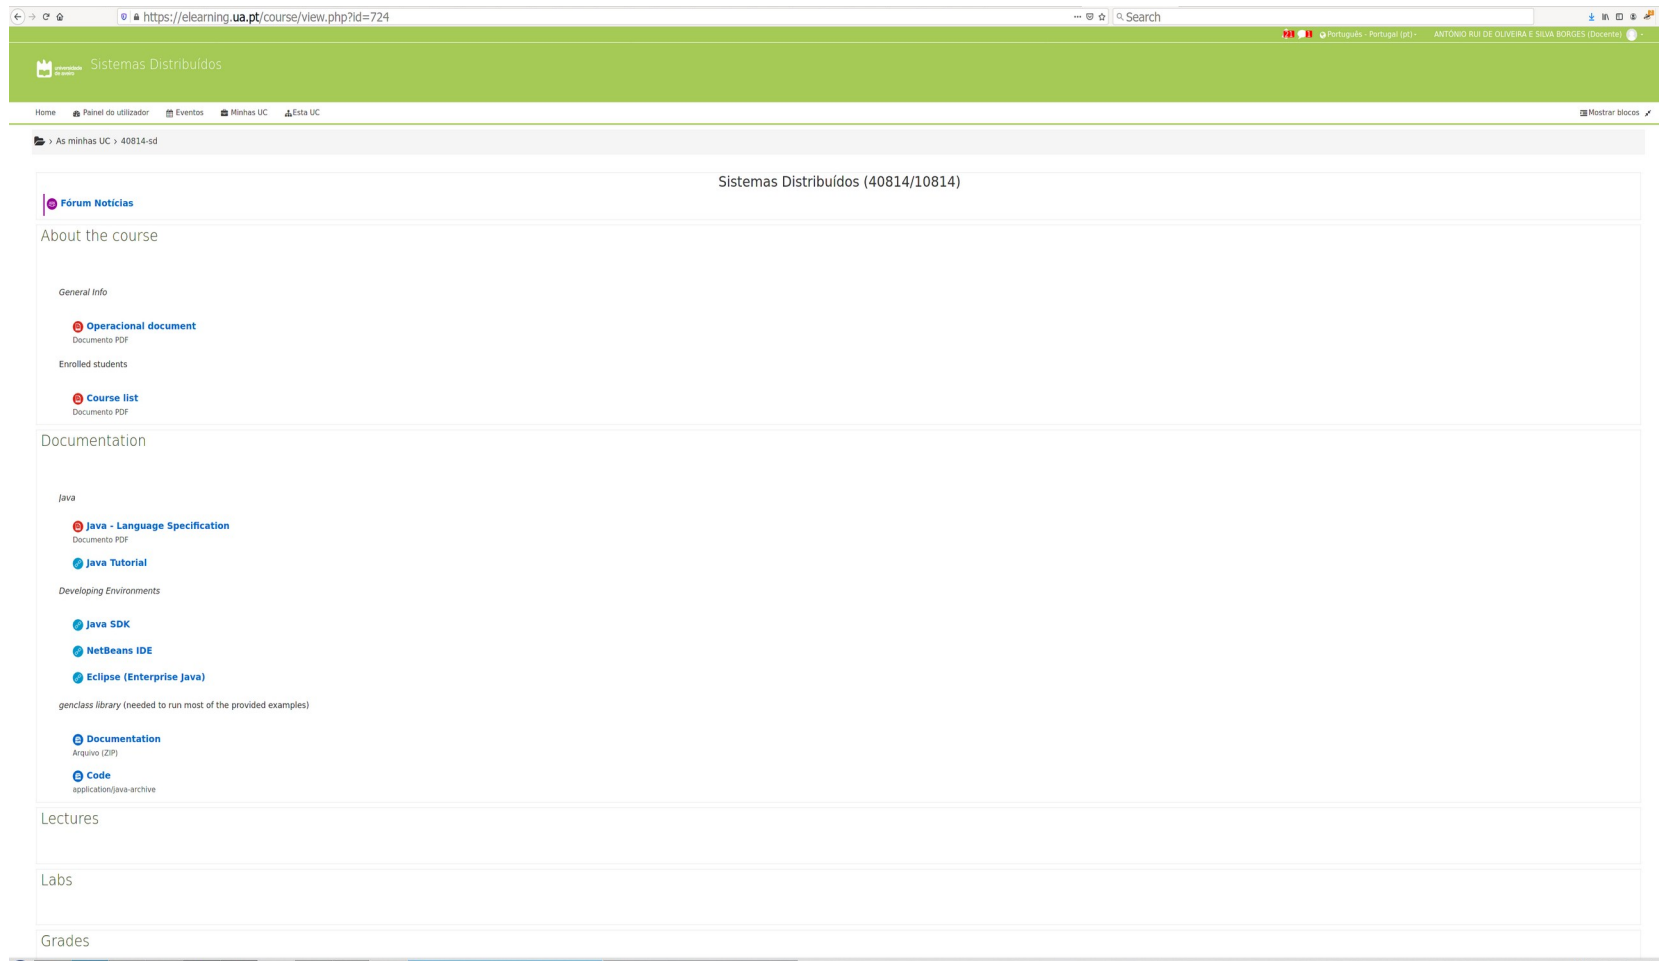 https://elearning.ua.pt/course/view.php?id=724
Search
Português - Portugal (pt)
ANTÓNIO RUI DE OLIVEIRA E SILVA BORGES (Docente)
universidade de aveiro
Sistemas Distribuídos
Home Painel do utilizador Eventos Minhas UC Esta UC
Mostrar blocos
> As minhas UC > 40814-sd
Sistemas Distribuídos (40814/10814)
Fórum Notícias
About the course
General Info
Operacional document
Documento PDF
Enrolled students
Course list
Documento PDF
Documentation
Java
Java - Language Specification
Documento PDF
Java Tutorial
Developing Environments
Java SDK
NetBeans IDE
Eclipse (Enterprise Java)
genclass library (needed to run most of the provided examples)
Documentation
Arquivo (ZIP)
Code
application/java-archive
Lectures
Labs
Grades